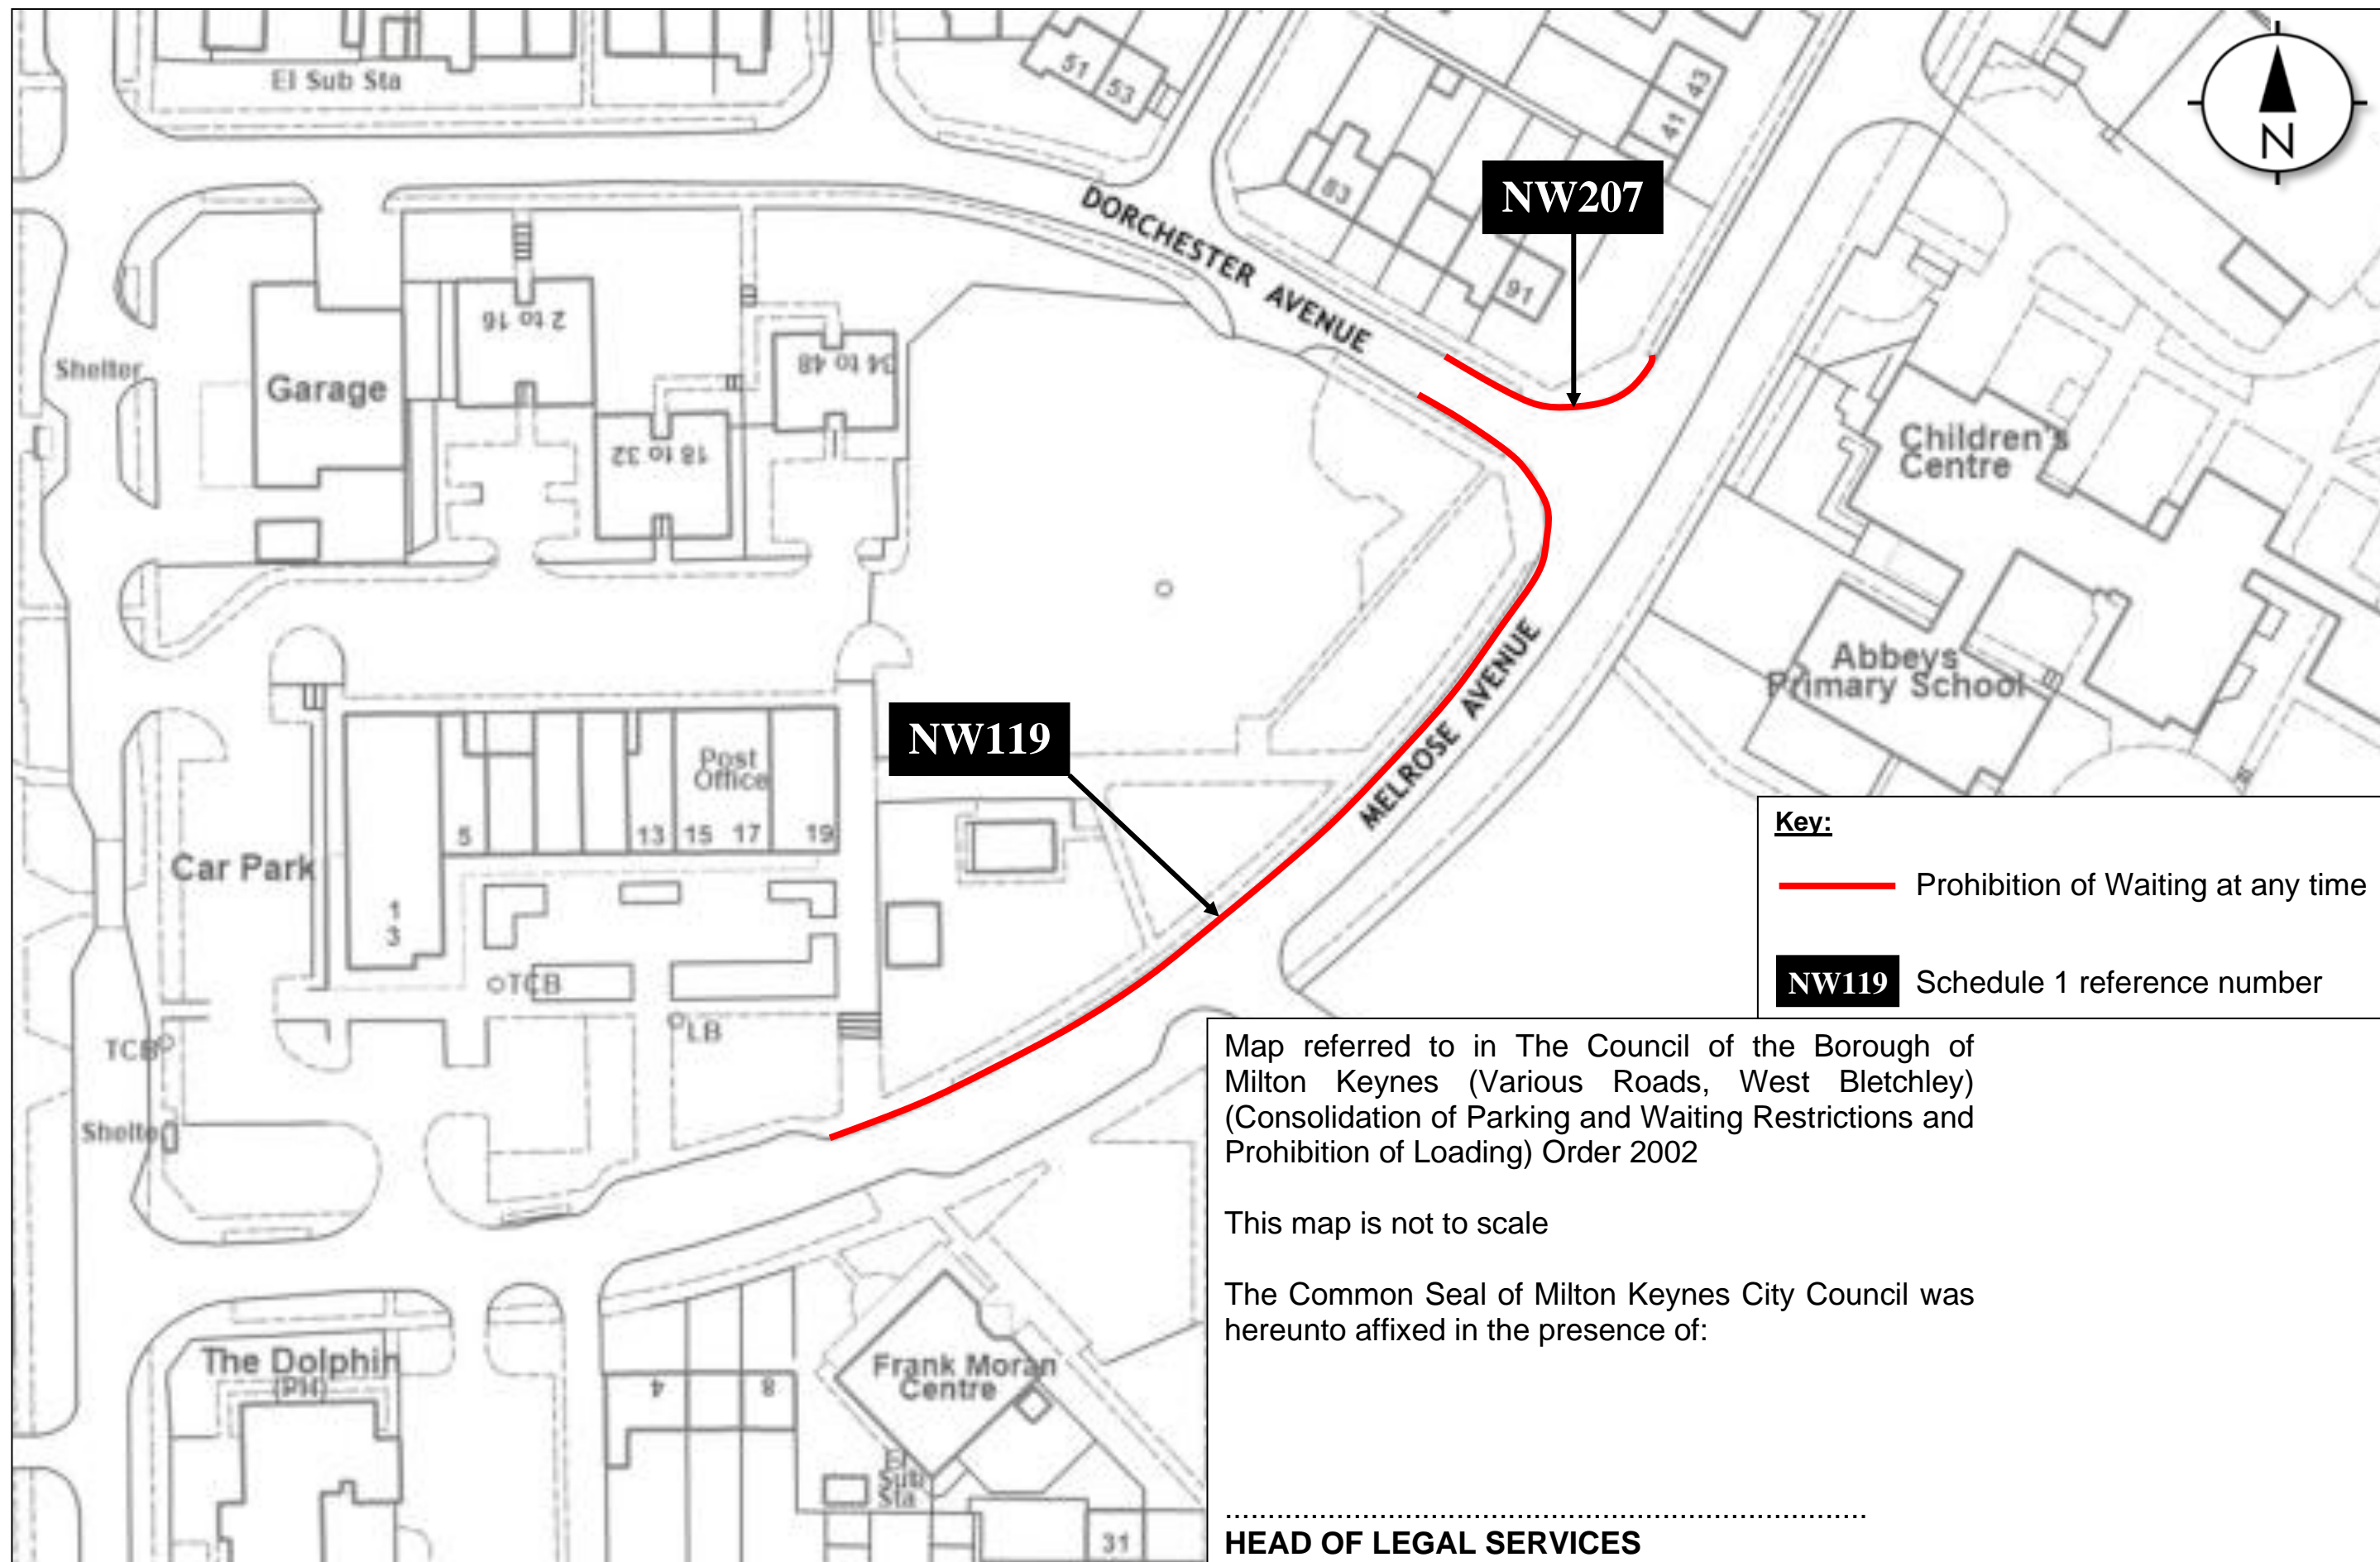 El Sub Sta
51
53
43
41
83
91
N
NW207
DORCHESTER AVENUE
2 to 16
34 to 48
18 to 32
Shelter
Garage
Children's
Centre
Abbeys
Primary School
MELROSE AVENUE
NW119
Post
Office
5
13
15
17
19
Car Park
1
3
TCB
LB
TCB
Shelte
The Dolphin
(PH)
4
8
Frank Moran
Centre
El
Sub
Sta
31
Key:
Prohibition of Waiting at any time
NW119 Schedule 1 reference number
Map referred to in The Council of the Borough of
Milton Keynes (Various Roads, West Bletchley)
(Consolidation of Parking and Waiting Restrictions and
Prohibition of Loading) Order 2002
This map is not to scale
The Common Seal of Milton Keynes City Council was
hereunto affixed in the presence of:
...........................................................................
HEAD OF LEGAL SERVICES